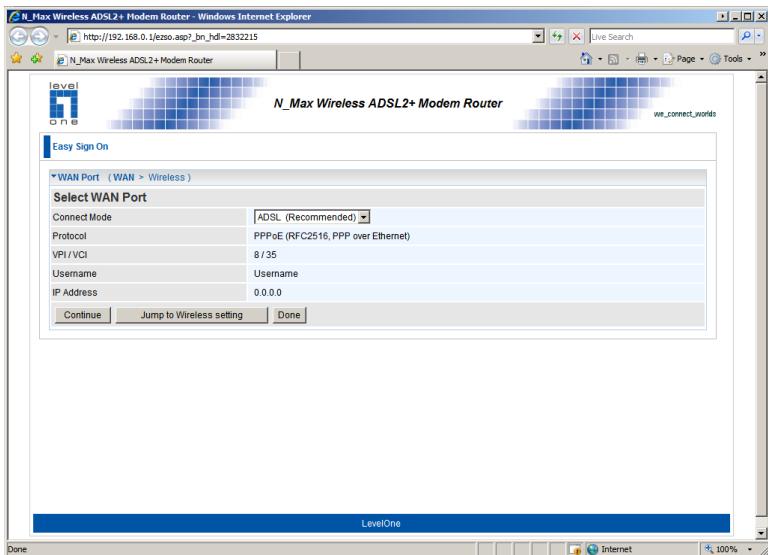 N_Max Wireless ADSL2+ Modem Router - Windows Internet Explorer
http://192.168.0.1/ezso.asp?_bn_hdl=2832215
Live Search
N_Max Wireless ADSL2+ Modem Router
Page
Tools
»
level
one
N_Max Wireless ADSL2+ Modem Router
we_connect_worlds
Easy Sign On
WAN Port ( WAN > Wireless )
Select WAN Port
Connect Mode ADSL (Recommended)
Protocol PPPoE (RFC2516, PPP over Ethernet)
VPI / VCI 8 / 35
Username Username
IP Address 0.0.0.0
Continue Jump to Wireless setting Done
LevelOne
Done Internet 100%